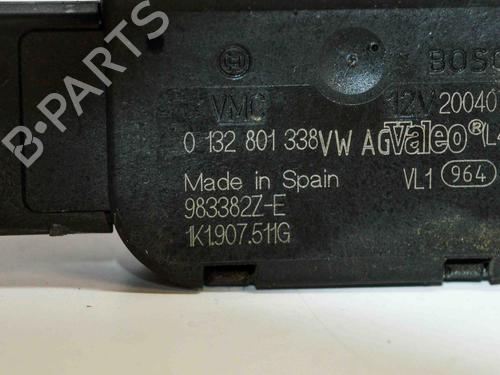 B-PARTS
BOSC
VMC 12V 20040
0 132 801 338 VW AG Valeo® L
Made in Spain VL1 964
983382Z-E
1K1.907.511G